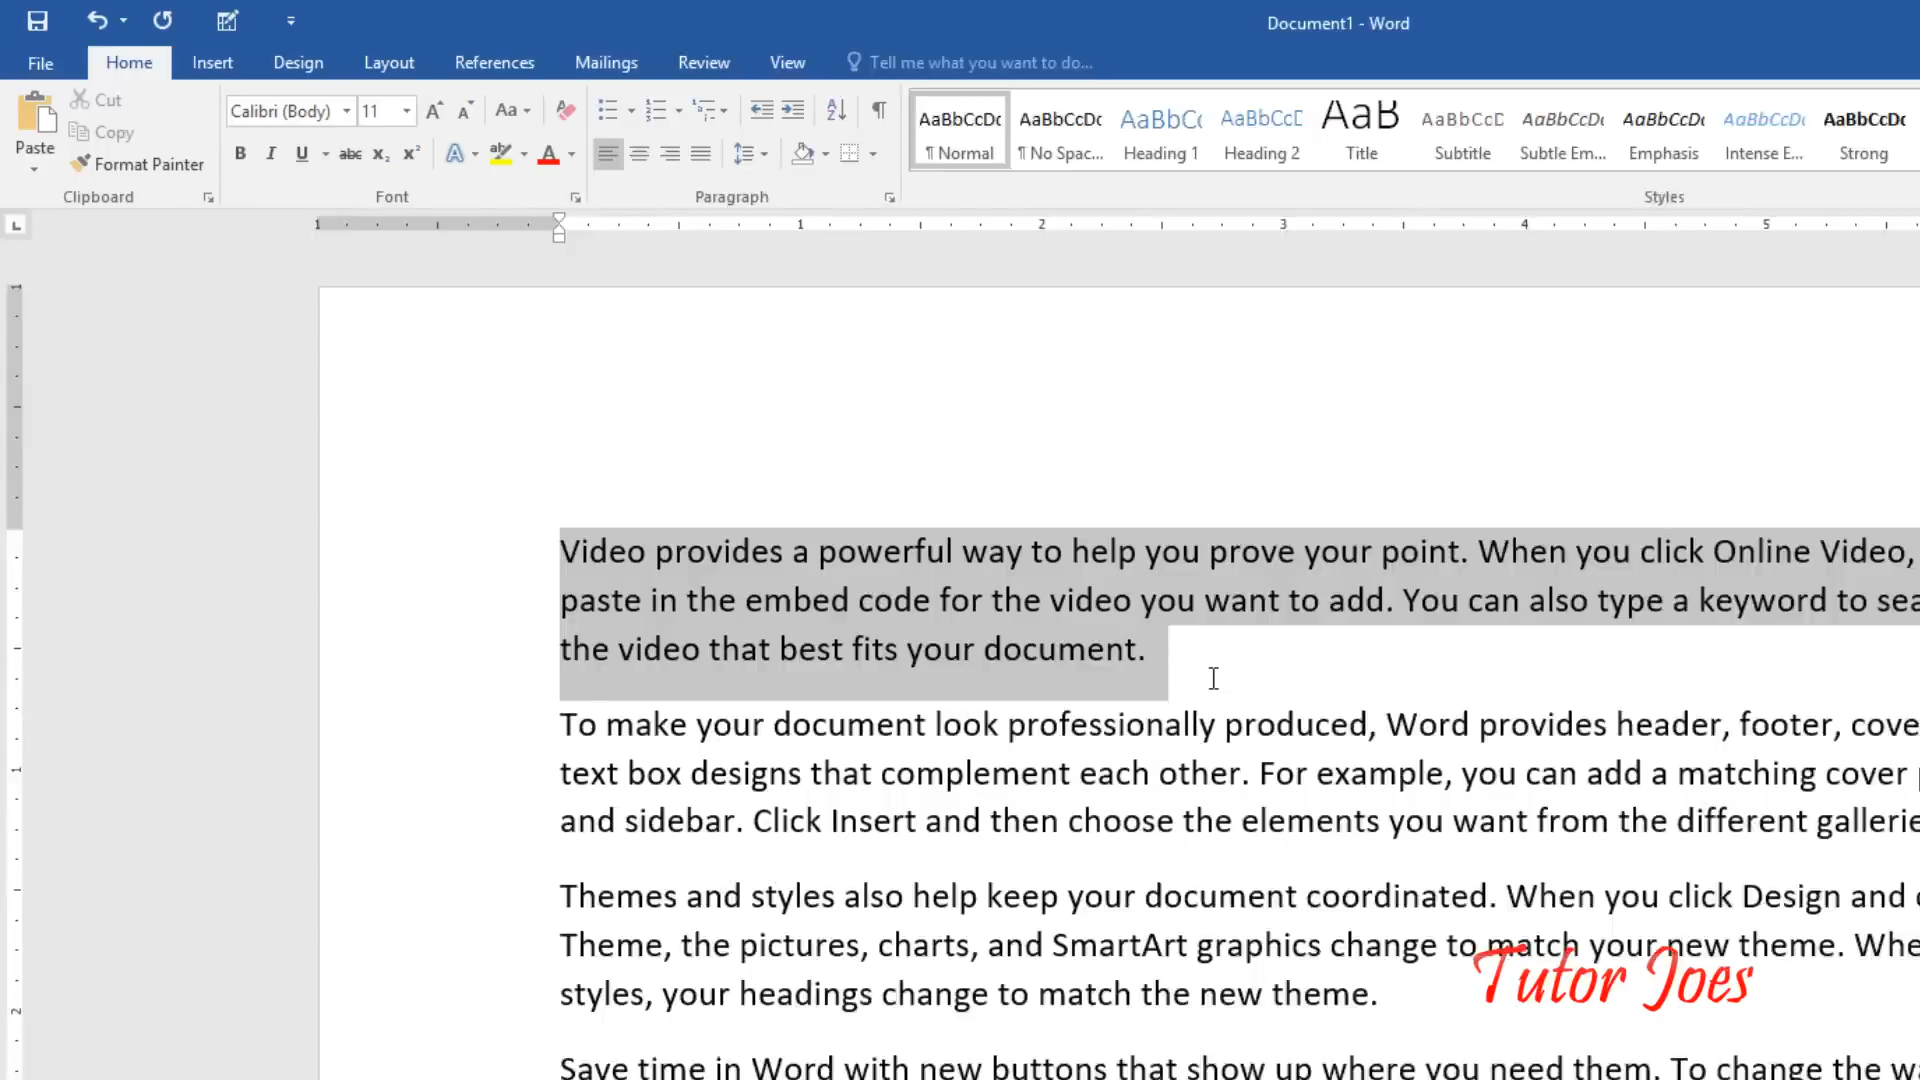 Document1 - Word
File Home Insert Design Layout References Mailings Review View Tell me what you want to do...
Paste
Cut
Copy
Format Painter
Clipboard
Calibri (Body) 11 Aa
B I U abc x₂ x² A A
Font
Paragraph
AaBbCcDc AaBbCcDc AaBbCc AaBbCcD AaB AaBbCcD AaBbCcDc AaBbCcDc AaBbCcDc AaBbCcDc
¶ Normal ¶ No Spac... Heading 1 Heading 2 Title Subtitle Subtle Em... Emphasis Intense E... Strong
Styles
1 1 2 3 4 5
Video provides a powerful way to help you prove your point. When you click Online Video,
paste in the embed code for the video you want to add. You can also type a keyword to sea
the video that best fits your document.
To make your document look professionally produced, Word provides header, footer, cove
text box designs that complement each other. For example, you can add a matching cover
and sidebar. Click Insert and then choose the elements you want from the different gallerie
Themes and styles also help keep your document coordinated. When you click Design and
Theme, the pictures, charts, and SmartArt graphics change to match your new theme. Whe
styles, your headings change to match the new theme.
Tutor Joes
Save time in Word with new buttons that show up where you need them. To change the w